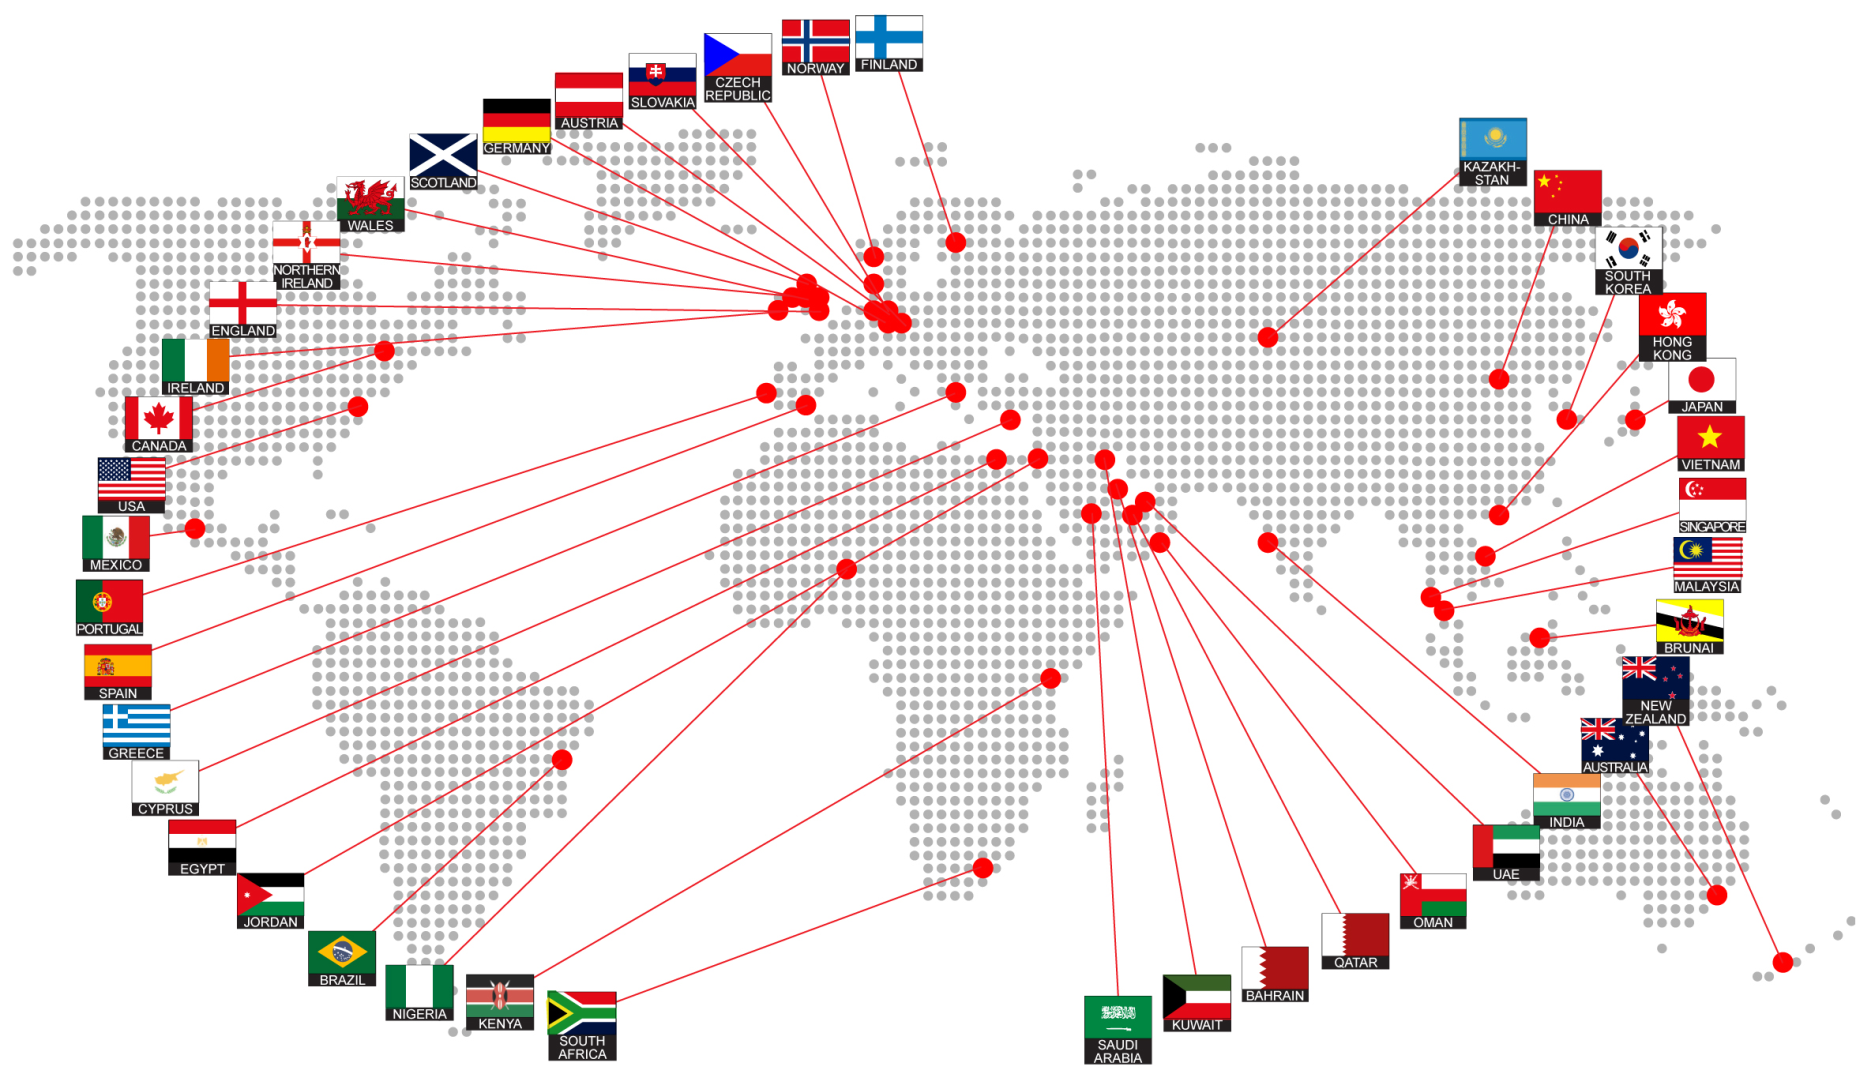 FINLAND
NORWAY
CZECH
REPUBLIC
SLOVAKIA
AUSTRIA
GERMANY
SCOTLAND
WALES
NORTHERN
IRELAND
ENGLAND
IRELAND
CANADA
USA
MEXICO
PORTUGAL
SPAIN
GREECE
CYPRUS
EGYPT
JORDAN
BRAZIL
NIGERIA
KENYA
SOUTH
AFRICA
KAZAKH-
STAN
CHINA
SOUTH
KOREA
HONG
KONG
JAPAN
VIETNAM
SINGAPORE
MALAYSIA
BRUNAI
NEW
ZEALAND
AUSTRALIA
INDIA
UAE
OMAN
QATAR
BAHRAIN
KUWAIT
SAUDI
ARABIA